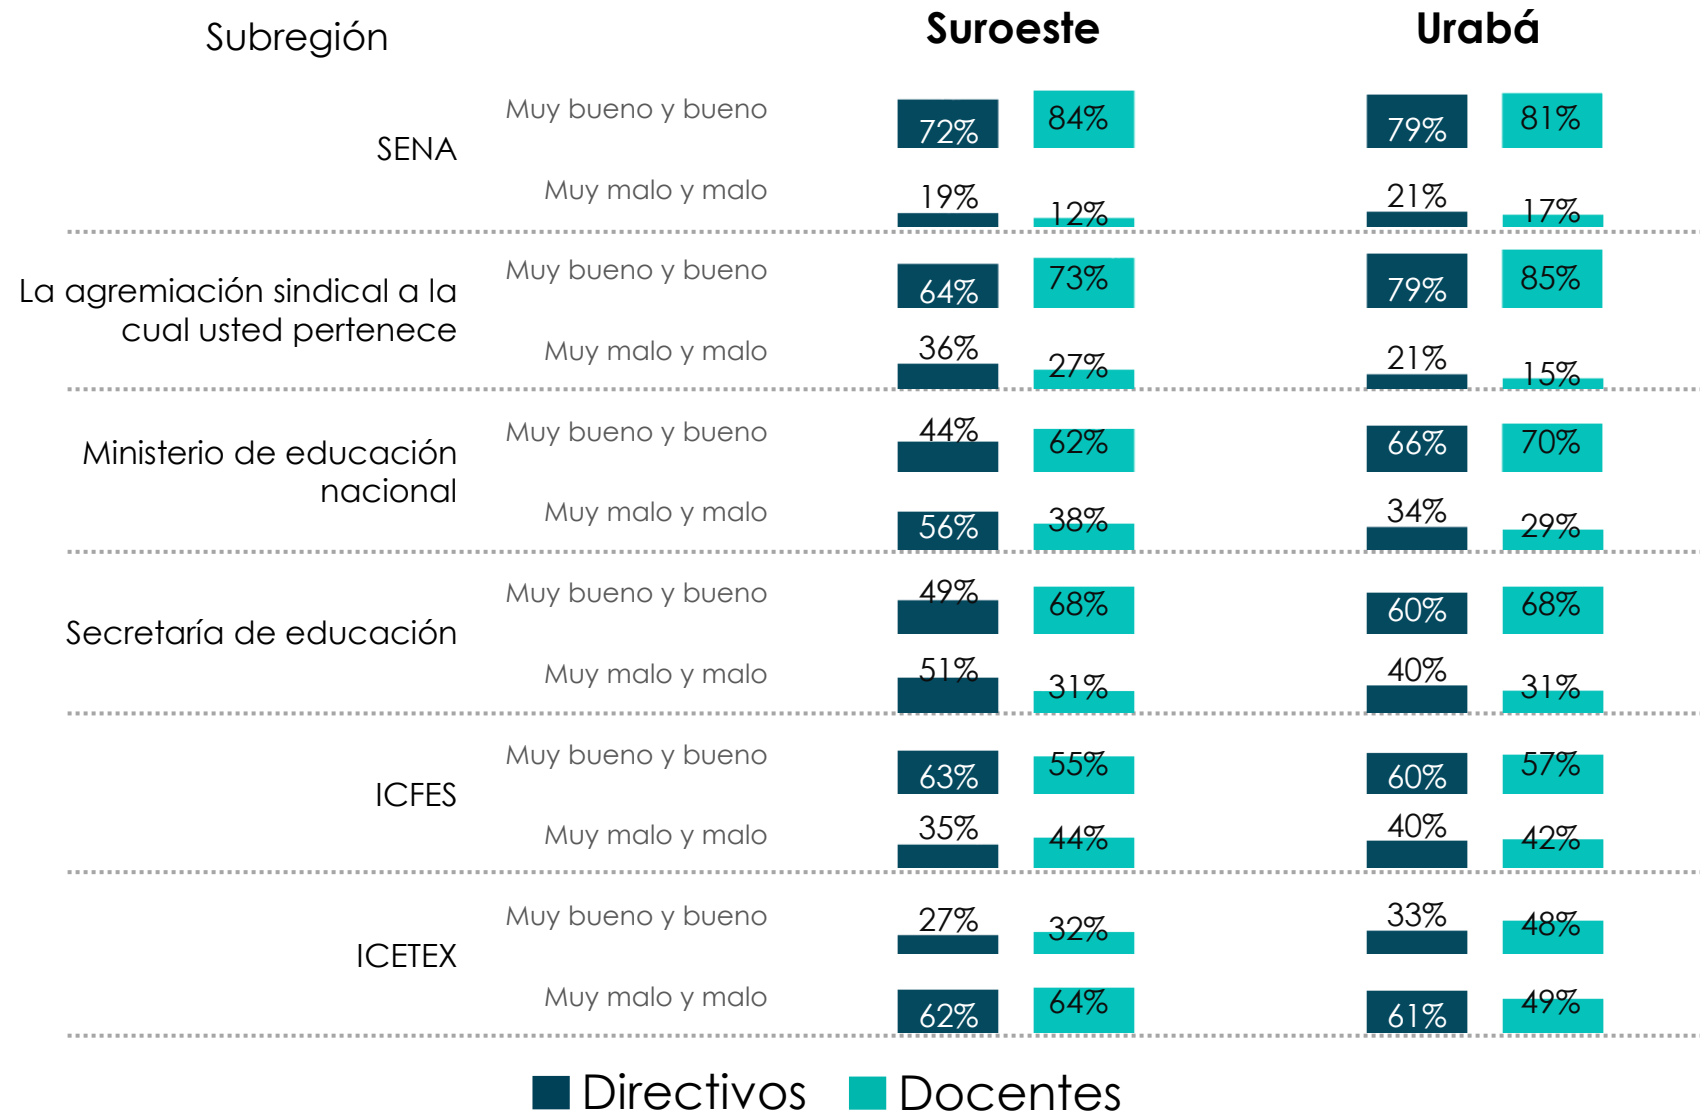 Subregión Suroeste Urabá
SENA
Muy bueno y bueno 72% 84% 79% 81%
Muy malo y malo 19% 12% 21% 17%
La agremiación sindical a la
cual usted pertenece
Muy bueno y bueno 64% 73% 79% 85%
Muy malo y malo 36% 27% 21% 15%
Ministerio de educación
nacional
Muy bueno y bueno 44% 62% 66% 70%
Muy malo y malo 56% 38% 34% 29%
Secretaría de educación
Muy bueno y bueno 49% 68% 60% 68%
Muy malo y malo 51% 31% 40% 31%
ICFES
Muy bueno y bueno 63% 55% 60% 57%
Muy malo y malo 35% 44% 40% 42%
ICETEX
Muy bueno y bueno 27% 32% 33% 48%
Muy malo y malo 62% 64% 61% 49%
Directivos Docentes